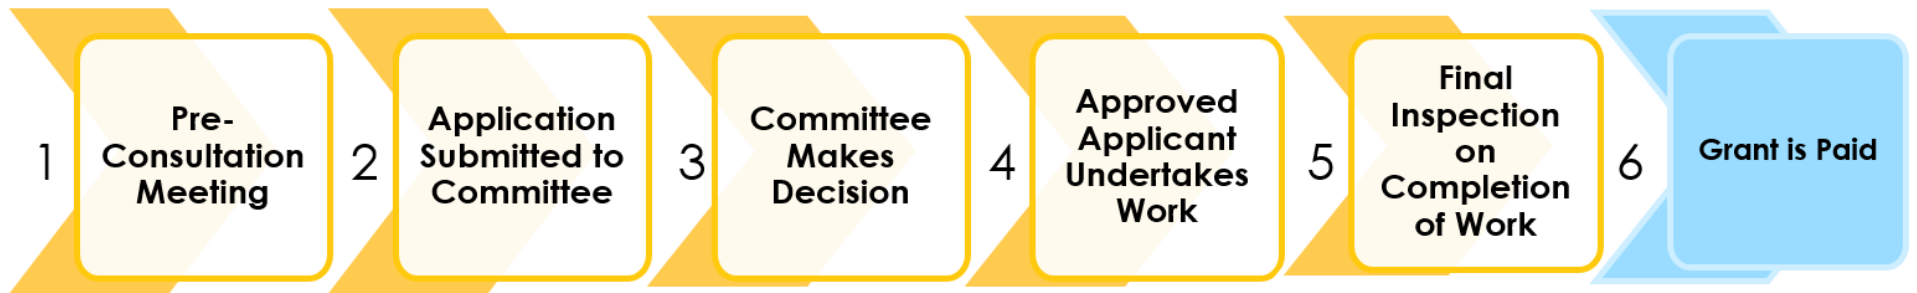 1
Pre-
Consultation
Meeting
2
Application
Submitted to
Committee
3
Committee
Makes
Decision
4
Approved
Applicant
Undertakes
Work
5
Final
Inspection
on
Completion
of Work
6
Grant is Paid